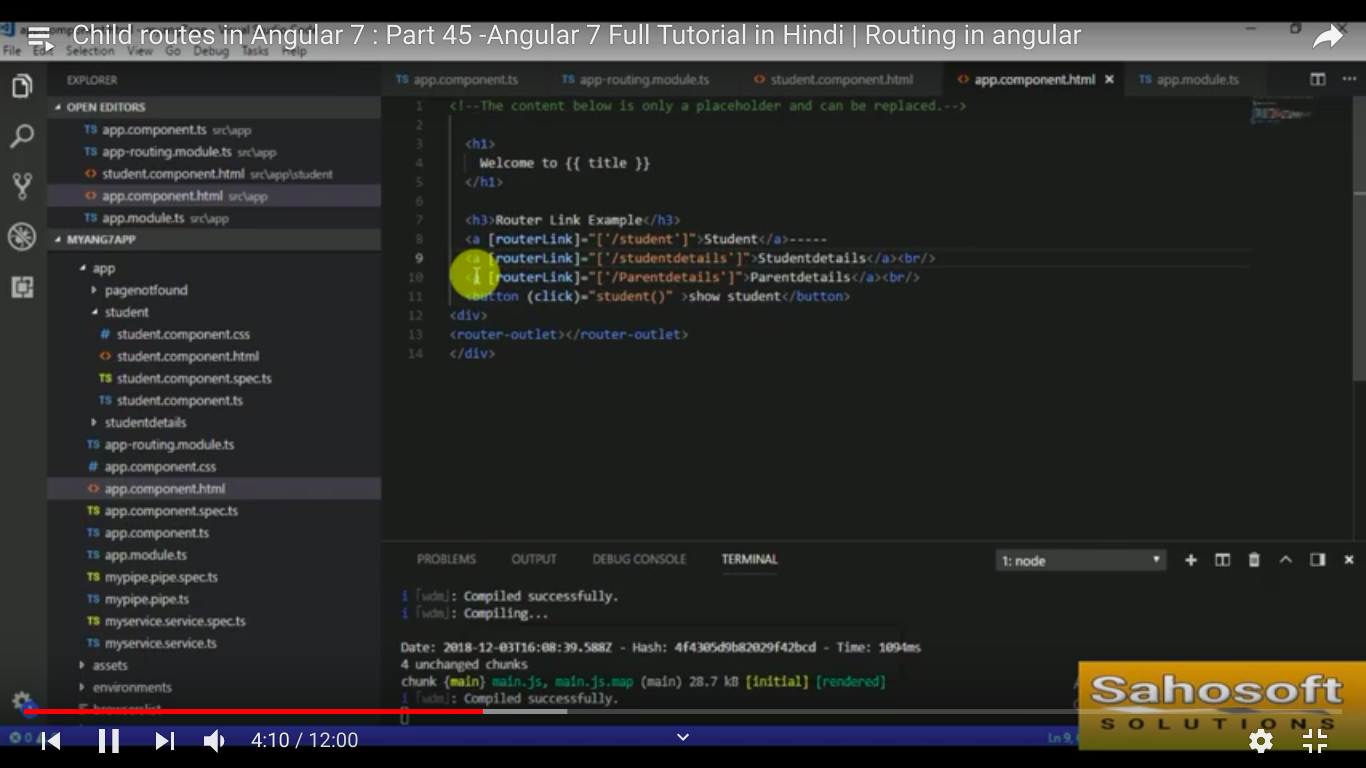 Child routes in Angular 7 : Part 45 -Angular 7 Full Tutorial in Hindi | Routing in angular
File Edit Selection View Go Debug Tasks Help
EXPLORER
OPEN EDITORS
TS app.component.ts src\app
TS app-routing.module.ts src\app
<> student.component.html src\app\student
<> app.component.html src\app
TS app.module.ts src\app
MYANG7APP
app
pagenotfound
student
# student.component.css
<> student.component.html
TS student.component.spec.ts
TS student.component.ts
studentdetails
TS app-routing.module.ts
# app.component.css
<> app.component.html
TS app.component.spec.ts
TS app.component.ts
TS app.module.ts
TS mypipe.pipe.spec.ts
TS mypipe.pipe.ts
TS myservice.service.spec.ts
TS myservice.service.ts
assets
environments
browserslist
TS app.component.ts TS app-routing.module.ts <> student.component.html <> app.component.html × TS app.module.ts
1 <!--The content below is only a placeholder and can be replaced.-->
2
3 <h1>
4 Welcome to {{ title }}
5 </h1>
6
7 <h3>Router Link Example</h3>
8 <a [routerLink]="['/student']">Student</a>-----
9 <a [routerLink]="['/studentdetails']">Studentdetails</a><br/>
10 [routerLink]="['/Parentdetails']">Parentdetails</a><br/>
11 <button (click)="student()" >show student</button>
12 <div>
13 <router-outlet></router-outlet>
14 </div>
PROBLEMS OUTPUT DEBUG CONSOLE TERMINAL 1: node
i ｢wdm｣: Compiled successfully.
i ｢wdm｣: Compiling...
Date: 2018-12-03T16:08:39.588Z - Hash: 4f4305d9b82029f42bcd - Time: 1094ms
4 unchanged chunks
chunk {main} main.js, main.js.map (main) 28.7 kB [initial] [rendered]
i ｢wdm｣: Compiled successfully.
Sahosoft
SOLUTIONS
4:10 / 12:00
Ln 9,